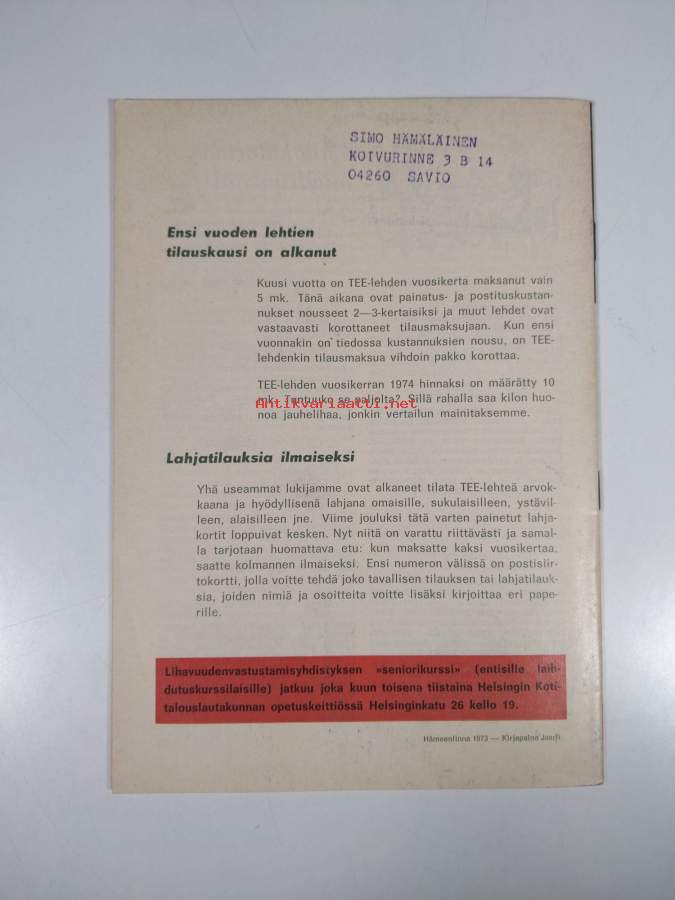 SIMO HÄMÄLÄINEN
KOIVURINNE 3 B 14
04260 SAVIO
Ensi vuoden lehtien
tilauskausi on alkanut
Kuusi vuotta on TEE-lehden vuosikerta maksanut vain
5 mk. Tänä aikana ovat painatus- ja postituskustan-
nukset nousseet 2—3-kertaisiksi ja muut lehdet ovat
vastaavasti korottaneet tilausmaksujaan. Kun ensi
vuonnakin on tiedossa kustannuksien nousu, on TEE-
lehdenkin tilausmaksua vihdoin pakko korottaa.
TEE-lehden vuosikerran 1974 hinnaksi on määrätty 10
mk. Tuntuuko se paljolta? Sillä rahalla saa kilon huo-
Antikvariaatti.net
noa jauhelihaa, jonkin vertailun mainitaksemme.
Lahjatilauksia ilmaiseksi
Yhä useammat lukijamme ovat alkaneet tilata TEE-lehteä arvok-
kaana ja hyödyllisenä lahjana omaisille, sukulaisilleen, ystävil-
leen, alaisilleen jne. Viime jouluksi tätä varten painetut lahja-
kortit loppuivat kesken. Nyt niitä on varattu riittävästi ja samal-
la tarjotaan huomattava etu: kun maksatte kaksi vuosikertaa,
saatte kolmannen ilmaiseksi. Ensi numeron välissä on postisiir-
tokortti, jolla voitte tehdä joko tavallisen tilauksen tai lahjatilauk-
sia, joiden nimiä ja osoitteita voitte lisäksi kirjoittaa eri pape-
rille.
Lihavuudenvastustamisyhdistyksen »seniorikurssi» (entisille laih-
dutuskurssilaisille) jatkuu joka kuun toisena tiistaina Helsingin Koti-
talouslautakunnan opetuskeittiössä Helsinginkatu 26 kello 19.
Hämeenlinna 1973 — Kirjapaino Jaarli